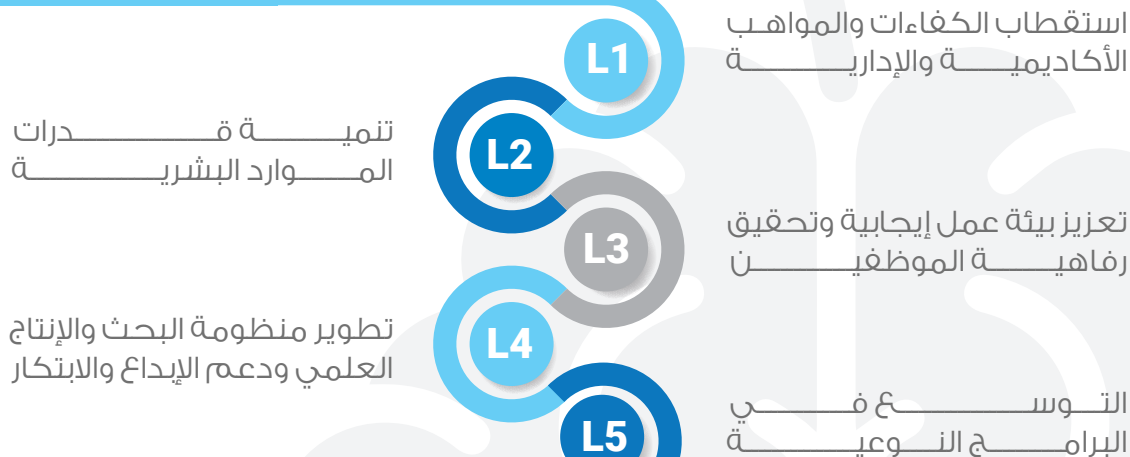 L1
استقطاب الكفاءات والمواهب
الأكاديمية والإدارية
L2
تنمية قدرات
الموارد البشرية
L3
تعزيز بيئة عمل إيجابية وتحقيق
رفاهية الموظفين
L4
تطوير منظومة البحث والإنتاج
العلمي ودعم الإبداع والابتكار
L5
التوسع في
البرامج النوعية